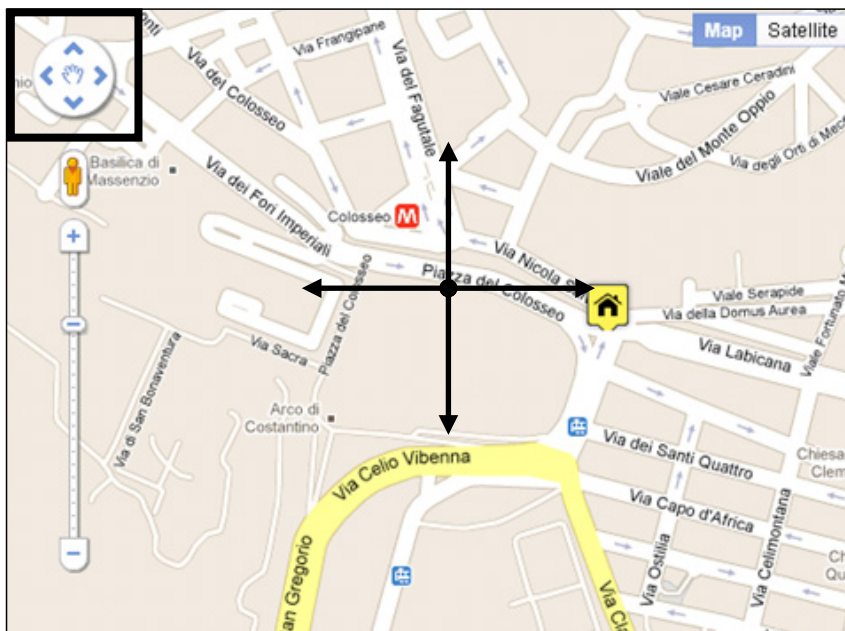 Map
Satellite
Via Frangipane
Via del Colosseo
Via del Fagutale
Viale Cesare Ceradini
Viale del Monte Oppio
Via degli Orti di
Basilica di
Massenzio
Via dei Fori Imperiali
Colosseo M
Via Nicola
Piazza del Colosseo
Piazza del Colosseo
Viale Serapide
Via della Domus Aurea
Viale Fortunato
Via Labicana
Via Sacra
Via di San Bonaventura
Arco di
Costantino
Via Celio Vibenna
Via dei Santi Quattro
Chiesa
Via Capo d'Africa
Via Ostilia
Via Celimontana
Gregorio
Via